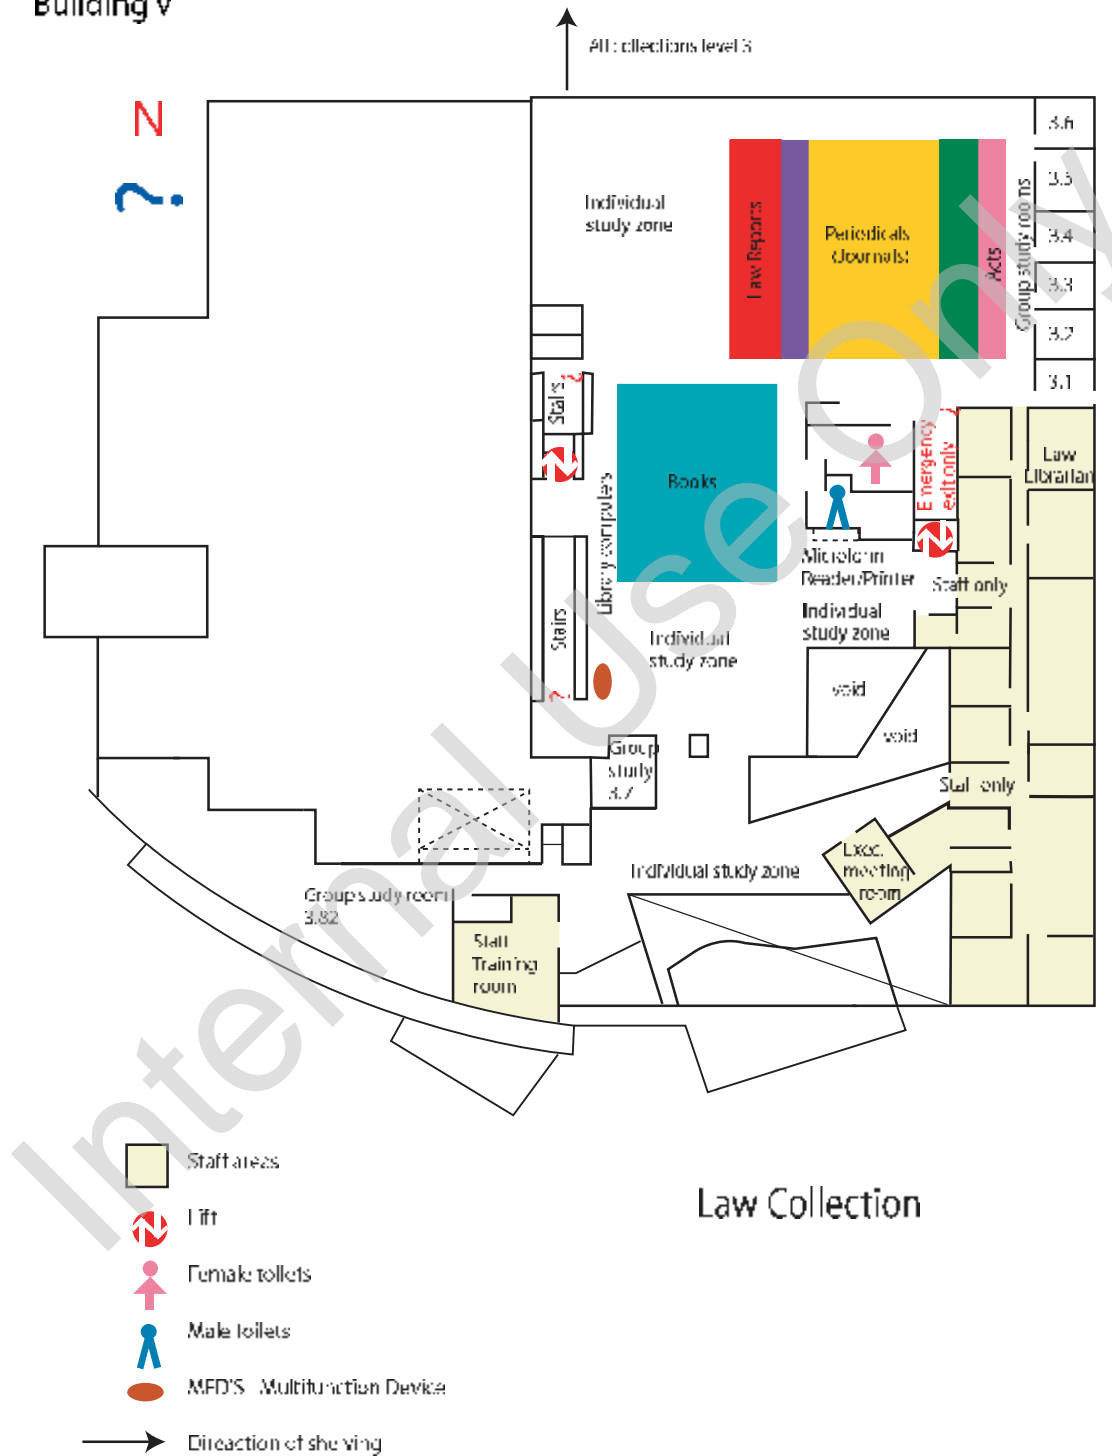 Building V
All collections level 3
N
?
3.6
3.5
3.4
3.3
3.2
3.1
Group study rooms
Individual
study zone
Law Reports
Periodicals
(Journals)
Acts
Stairs
?
Library computers
Books
Emergency
exit only
?
Law
Librarian
Microform
Reader/Printer
Staff only
Individual
study zone
Stairs
?
Individual
study zone
void
void
Group
study
3.7
Staff only
Exec.
meeting
room
Individual study zone
Group study room
3.82
Staff
Training
room
Internal Use Only
Staff areas
Lift
Female toilets
Male toilets
MFD'S Multifunction Device
Direaction of shelving
Law Collection